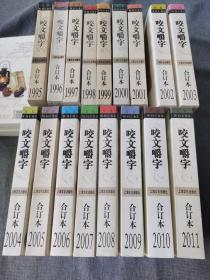 咬文嚼字 合订本 1995
咬文嚼字 合订本 1996
咬文嚼字 合订本 1997
咬文嚼字 合订本 1998
咬文嚼字 合订本 1999
咬文嚼字 合订本 2000
咬文嚼字 合订本 2001
咬文嚼字 合订本 2002
咬文嚼字 合订本 2003
咬文嚼字 合订本 2004
咬文嚼字 合订本 2005
咬文嚼字 合订本 2006
咬文嚼字 合订本 2007
咬文嚼字 合订本 2008
咬文嚼字 合订本 2009
咬文嚼字 合订本 2010
咬文嚼字 合订本 2011